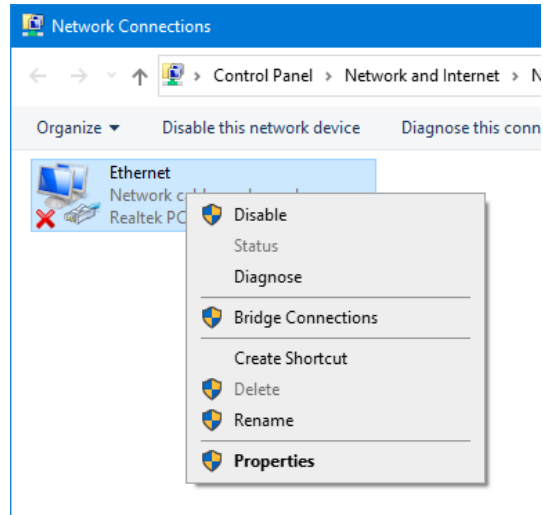 Network Connections
Control Panel > Network and Internet > N
Organize Disable this network device Diagnose this conn
Ethernet
Network
Realtek PC
Disable
Status
Diagnose
Bridge Connections
Create Shortcut
Delete
Rename
Properties